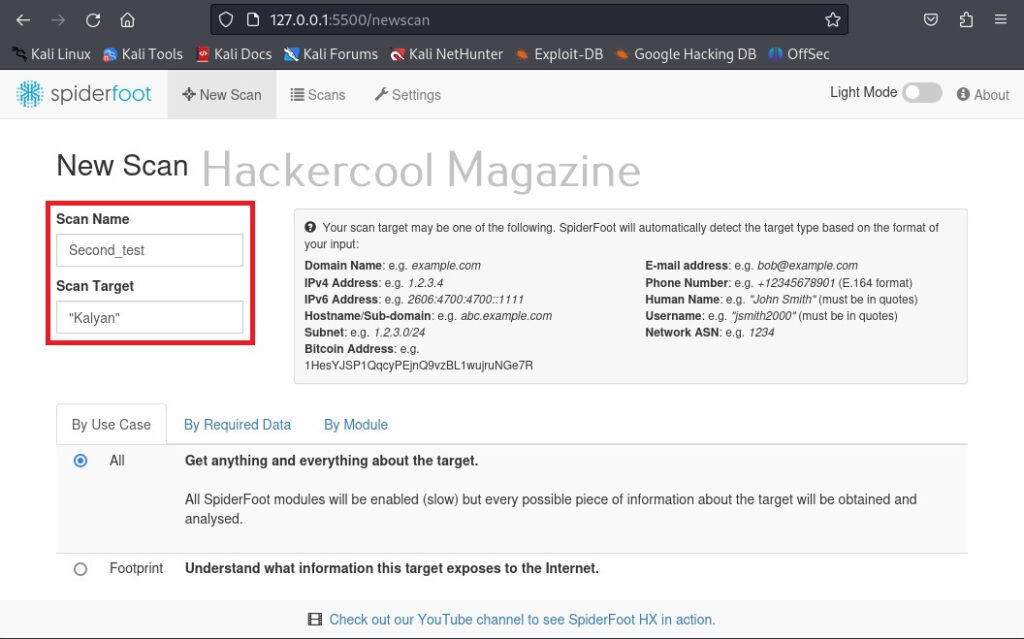 127.0.0.1:5500/newscan
Kali Linux Kali Tools Kali Docs Kali Forums Kali NetHunter Exploit-DB Google Hacking DB OffSec
spiderfoot New Scan Scans Settings Light Mode About
New Scan Hackercool Magazine
Scan Name
Second_test
Scan Target
"Kalyan"
Your scan target may be one of the following. SpiderFoot will automatically detect the target type based on the format of
your input:
Domain Name: e.g. example.com
IPv4 Address: e.g. 1.2.3.4
IPv6 Address: e.g. 2606:4700:4700::1111
Hostname/Sub-domain: e.g. abc.example.com
Subnet: e.g. 1.2.3.0/24
Bitcoin Address: e.g.
1HesYJSP1QqcyPEjnQ9vzBL1wujruNGe7R
E-mail address: e.g. bob@example.com
Phone Number: e.g. +12345678901 (E.164 format)
Human Name: e.g. "John Smith" (must be in quotes)
Username: e.g. "jsmith2000" (must be in quotes)
Network ASN: e.g. 1234
By Use Case By Required Data By Module
All Get anything and everything about the target.
All SpiderFoot modules will be enabled (slow) but every possible piece of information about the target will be obtained and
analysed.
Footprint Understand what information this target exposes to the Internet.
Check out our YouTube channel to see SpiderFoot HX in action.